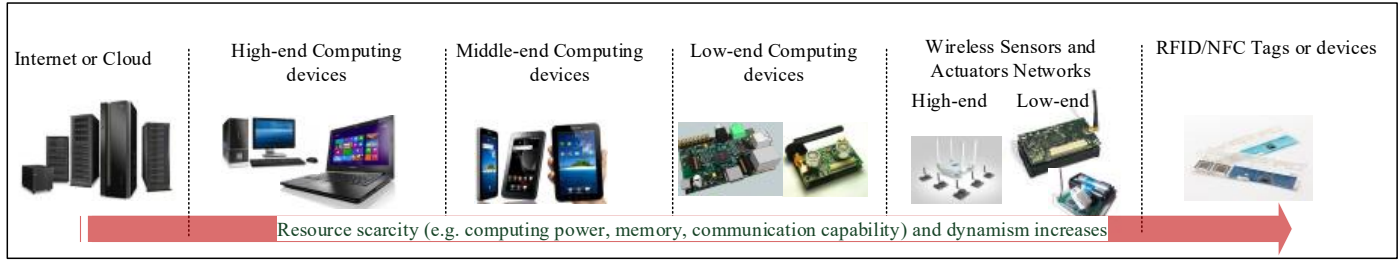 Internet or Cloud
High-end Computing
devices
Middle-end Computing
devices
Low-end Computing
devices
Wireless Sensors and
Actuators Networks
High-end
Low-end
RFID/NFC Tags or devices
Resource scarcity (e.g. computing power, memory, communication capability) and dynamism increases